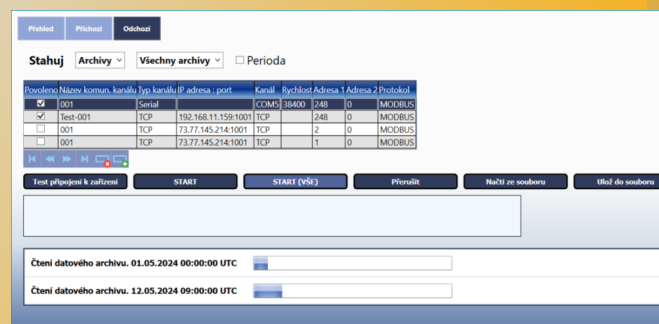 Přehled Příchozí Odchozí
Stahuj Archivy Všechny archivy Perioda
Povoleno Název komun. kanálu Typ kanálu IP adresa : port Kanál Rychlost Adresa 1 Adresa 2 Protokol
001 Serial COM5 38400 248 0 MODBUS
Test-001 TCP 192.168.11.159:1001 TCP 248 0 MODBUS
001 TCP 73.77.145.214:1001 TCP 2 0 MODBUS
001 TCP 73.77.145.214:1001 TCP 1 0 MODBUS
Test připojení k zařízení START START (VŠE) Přerušit Načti ze souboru Ulož do souboru
Čtení datového archivu. 01.05.2024 00:00:00 UTC
Čtení datového archivu. 12.05.2024 09:00:00 UTC